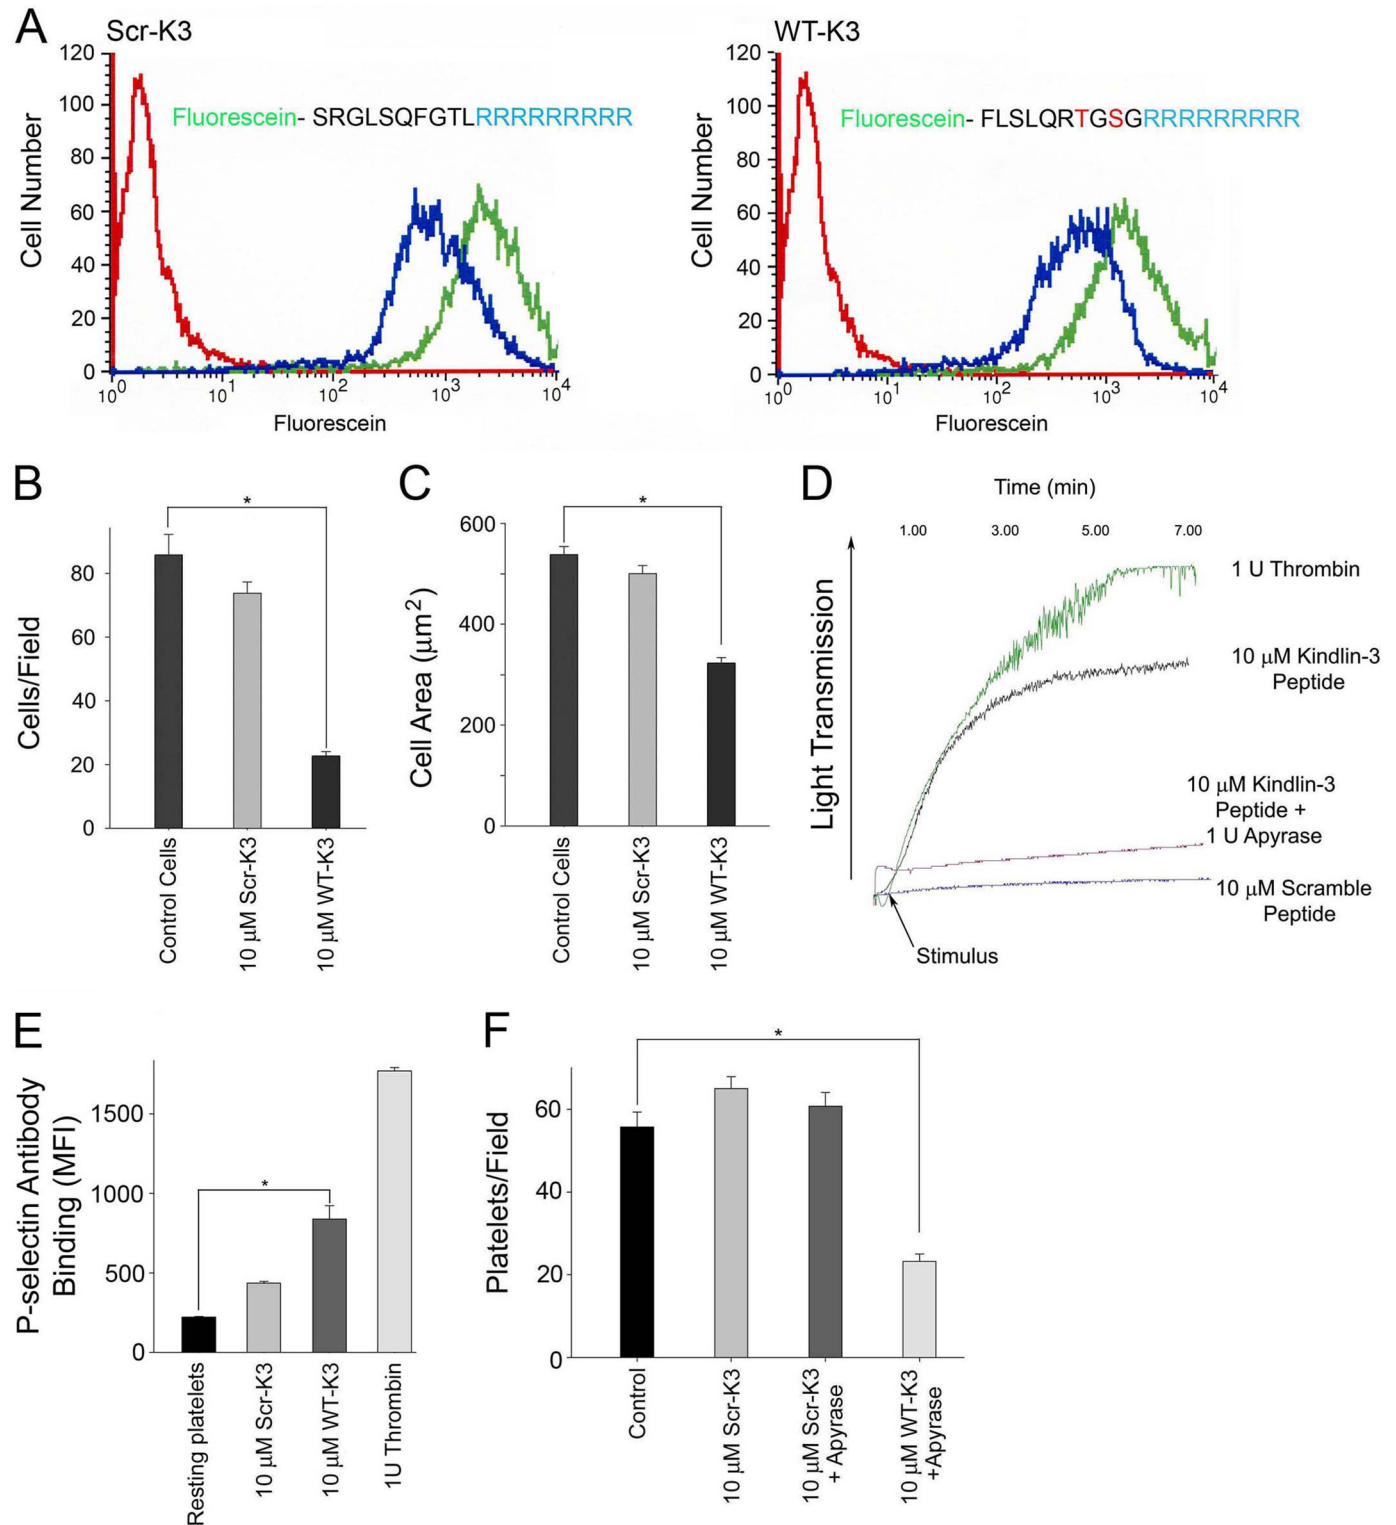 A
Scr-K3
WT-K3
Fluorescein- SRGLSQFGTLRRRRRRRRR
Fluorescein- FLSLQRTGSGRRRRRRRRR
Cell Number
120
100
80
60
40
20
0
10^0 10^1 10^2 10^3 10^4
Fluorescein
Cell Number
120
100
80
60
40
20
0
10^0 10^1 10^2 10^3 10^4
Fluorescein
B
*
Cells/Field
80
60
40
20
0
Control Cells
10 μM Scr-K3
10 μM WT-K3
C
*
Cell Area (μm²)
600
400
200
0
Control Cells
10 μM Scr-K3
10 μM WT-K3
D
Time (min)
1.00 3.00 5.00 7.00
Light Transmission
1 U Thrombin
10 μM Kindlin-3
Peptide
10 μM Kindlin-3
Peptide +
1 U Apyrase
10 μM Scramble
Peptide
Stimulus
E
*
P-selectin Antibody
Binding (MFI)
1500
1000
500
0
Resting platelets
10 μM Scr-K3
10 μM WT-K3
1U Thrombin
F
*
Platelets/Field
60
40
20
0
Control
10 μM Scr-K3
10 μM Scr-K3
+ Apyrase
10 μM WT-K3
+Apyrase